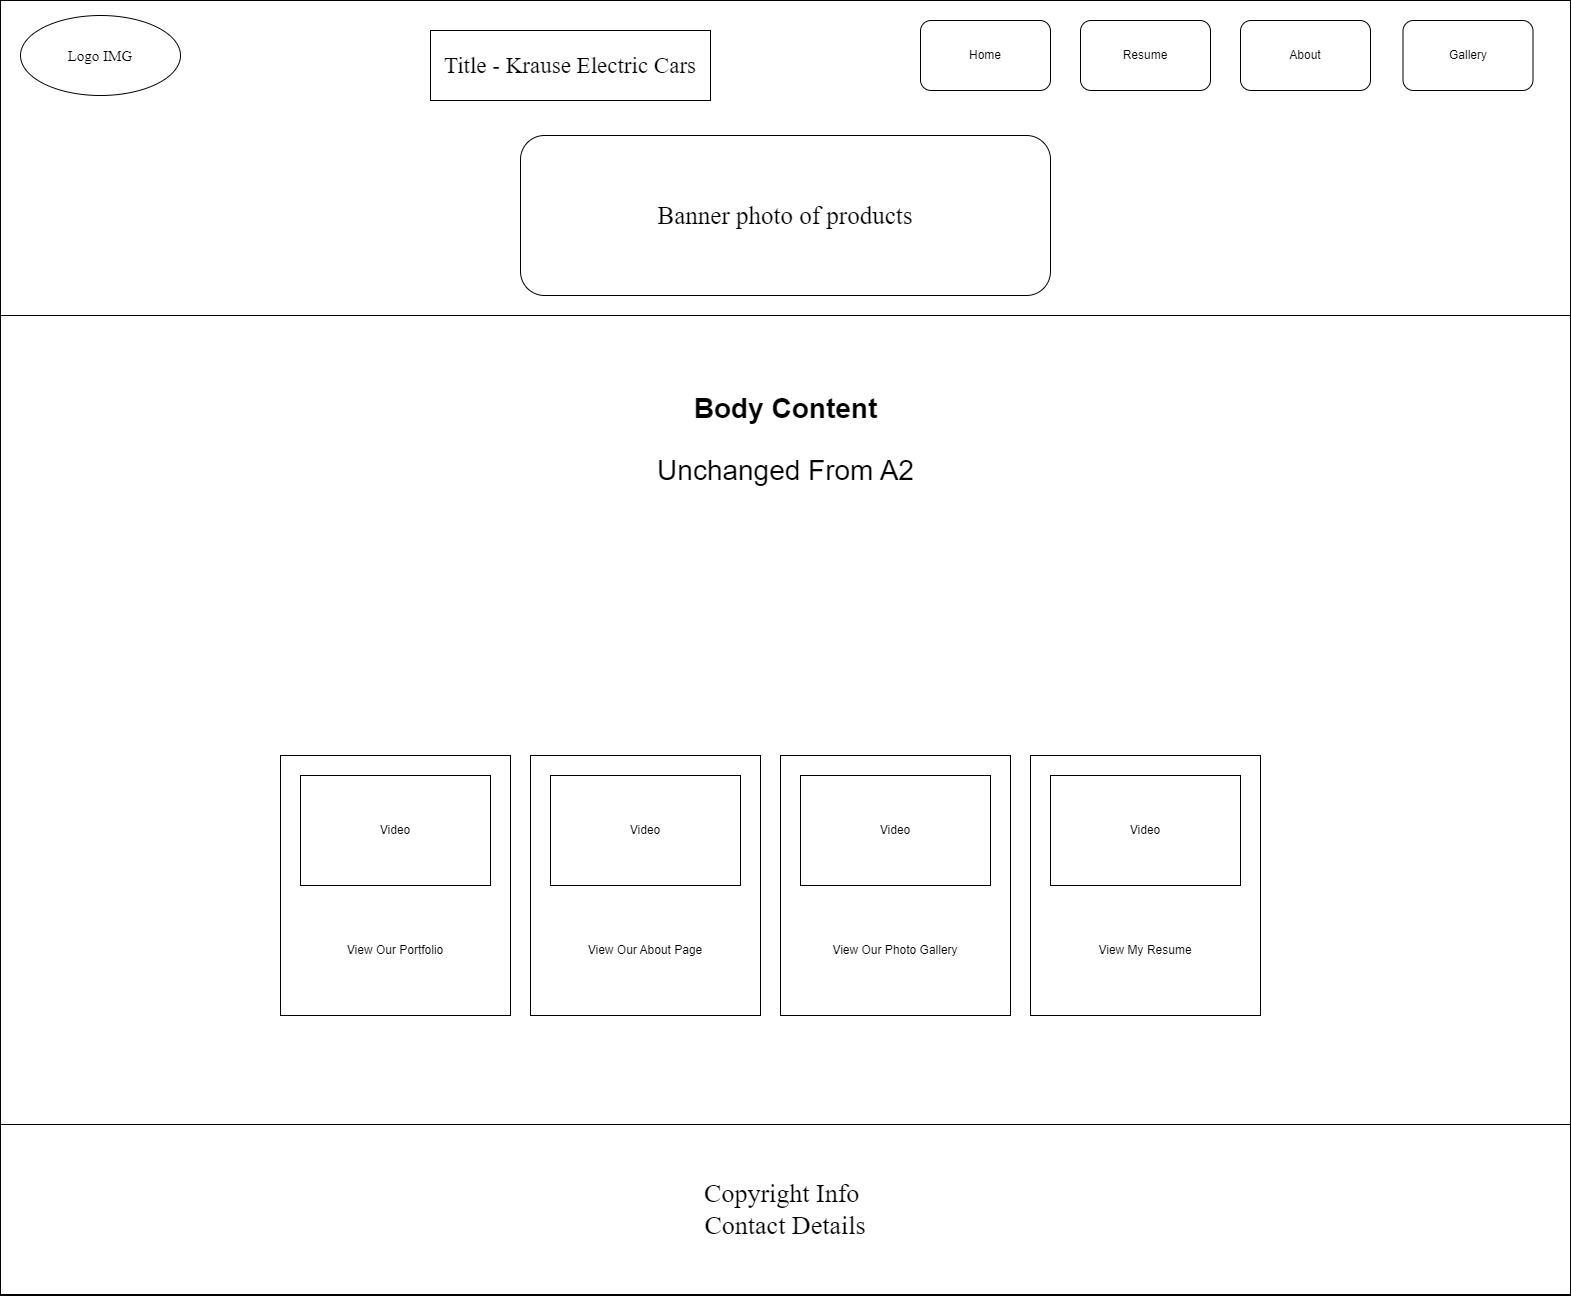 Logo IMG
Title - Krause Electric Cars
Home
Resume
About
Gallery
Banner photo of products
Body Content
Unchanged From A2
Video
Video
Video
Video
View Our Portfolio
View Our About Page
View Our Photo Gallery
View My Resume
Copyright Info
Contact Details